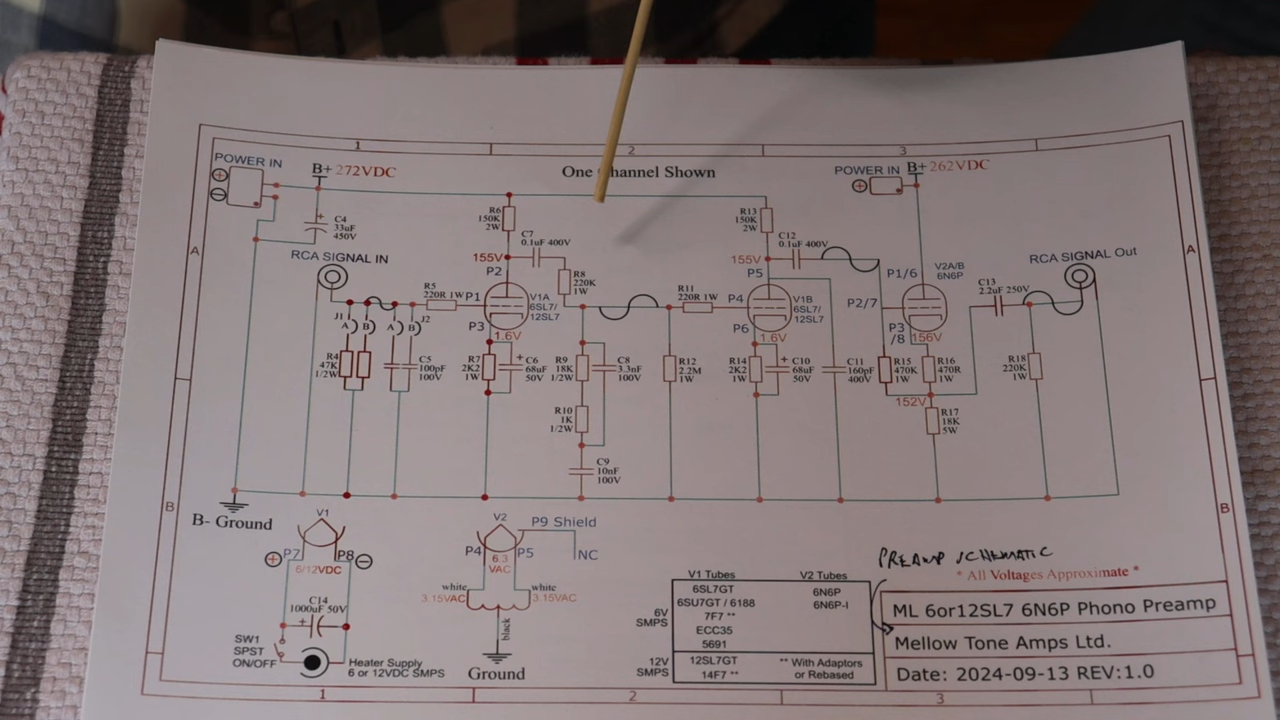 1
2
3
POWER IN
B+ 272VDC
One Channel Shown
POWER IN
B+ 262VDC
C4
33uF
450V
R6
150K
2W
C7
0.1uF 400V
R13
150K
2W
C12
0.1uF 400V
A
A
RCA SIGNAL IN
155V
P2
R8
220K
1W
155V
P5
P1/6
V2A/B
6N6P
RCA SIGNAL Out
R5
220R 1W
P1
V1A
6SL7/
12SL7
R11
220R 1W
P4
V1B
6SL7/
12SL7
P2/7
C13
2.2uF 250V
J1
A
B
A
B
J2
P3
1.6V
P6
1.6V
P3
/8
156V
R4
47K
1/2W
C5
100pF
100V
R7
2K2
1W
C6
68uF
50V
R9
18K
1/2W
C8
3.3nF
100V
R12
2.2M
1W
R14
2K2
1W
C10
68uF
50V
C11
160pF
400V
R15
470K
1W
R16
470R
1W
R18
220K
1W
152V
R10
1K
1/2W
R17
18K
5W
C9
10nF
100V
B
B
B- Ground
V1
P7
P8
6/12VDC
C14
1000uF 50V
SW1
SPST
ON/OFF
Heater Supply
6 or 12VDC SMPS
V2
P9 Shield
P4
P5
NC
6.3
VAC
white
3.15VAC
white
3.15VAC
black
Ground
V1 Tubes
V2 Tubes
6SL7GT
6N6P
6SU7GT / 6188
6N6P-I
7F7 **
ECC35
5691
6V
SMPS
12V
SMPS
12SL7GT
14F7 **
** With Adaptors
or Rebased
PREAMP SCHEMATIC
* All Voltages Approximate *
ML 6or12SL7 6N6P Phono Preamp
Mellow Tone Amps Ltd.
Date: 2024-09-13 REV:1.0
1
2
3